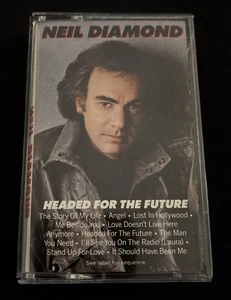 NEIL DIAMOND
HEADED FOR THE FUTURE
The Story Of My Life • Angel • Lost In Hollywood •
Me Beside You • Love Doesn't Live Here
Anymore • Headed For The Future • The Man
You Need • I'll See You On The Radio (Laura) •
Stand Up For Love • It Should Have Been Me
See label for sequence